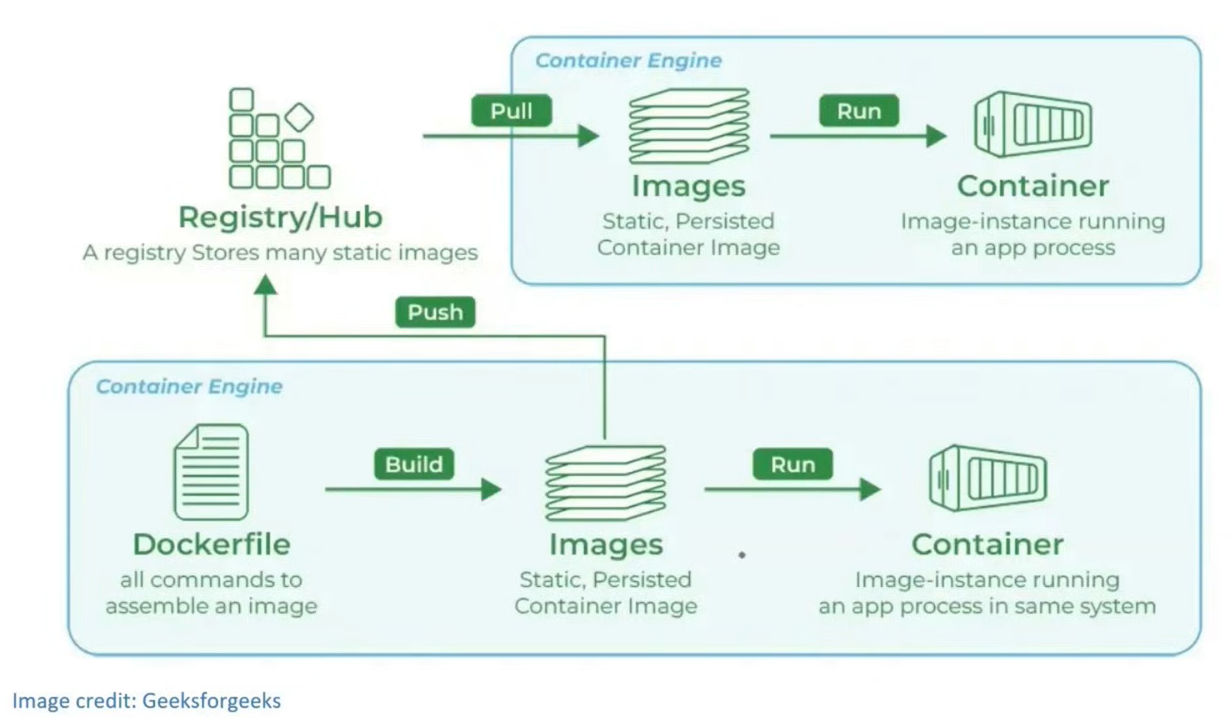 Container Engine
Pull
Run
Images
Static, Persisted
Container Image
Container
Image-instance running
an app process
Registry/Hub
A registry Stores many static images
Push
Container Engine
Build
Run
Dockerfile
all commands to
assemble an image
Images
Static, Persisted
Container Image
Container
Image-instance running
an app process in same system
Image credit: Geeksforgeeks